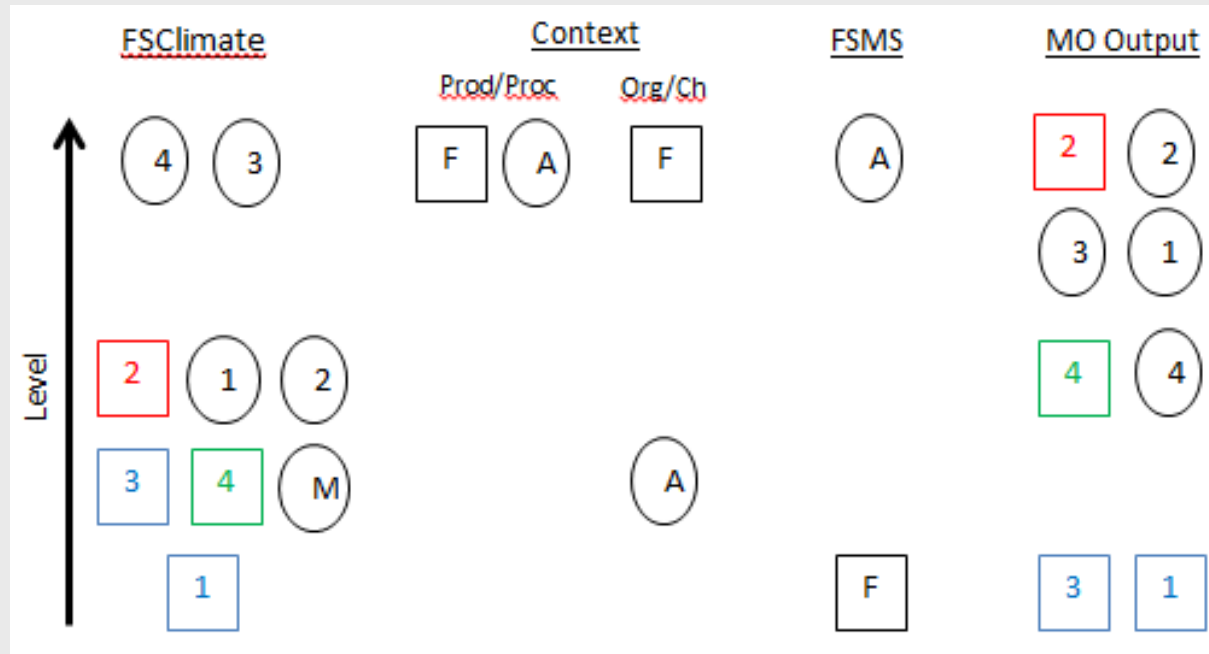 FSClimate Context FSMS MO Output
Prod/Proc Org/Ch
4 3 F A F A 2 2
3 1
Level
2 1 2 4 4
3 4 M A
1 F 3 1